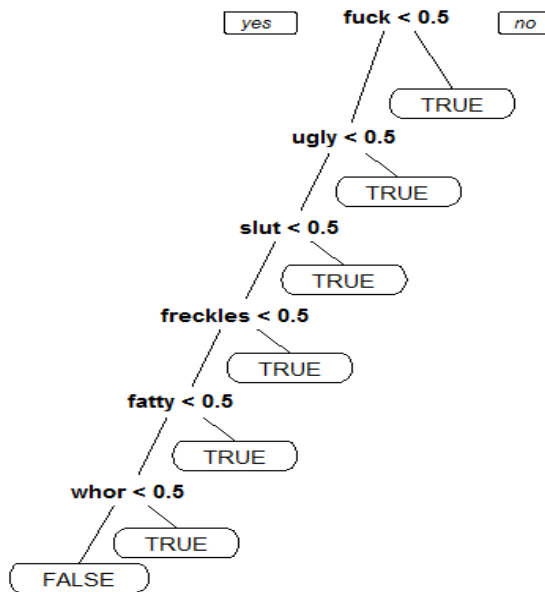 yes fuck < 0.5 no
TRUE
ugly < 0.5
TRUE
slut < 0.5
TRUE
freckles < 0.5
TRUE
fatty < 0.5
TRUE
whor < 0.5
TRUE
FALSE